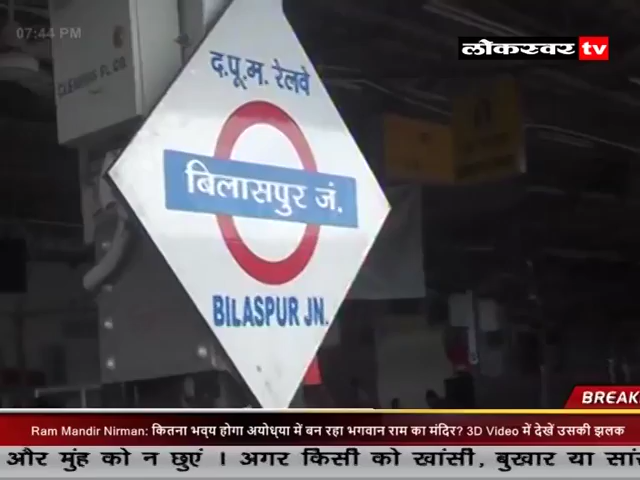 07:44 PM
लोकस्वर tv
द.पू.म. रेलवे
बिलासपुर जं.
BILASPUR JN.
BREAK
Ram Mandir Nirman: कितना भव्य होगा अयोध्या में बन रहा भगवान राम का मंदिर? 3D Video में देखें उसकी झलक
और मुंह को न छुएं । अगर किसी को खांसी, बुखार या सांस